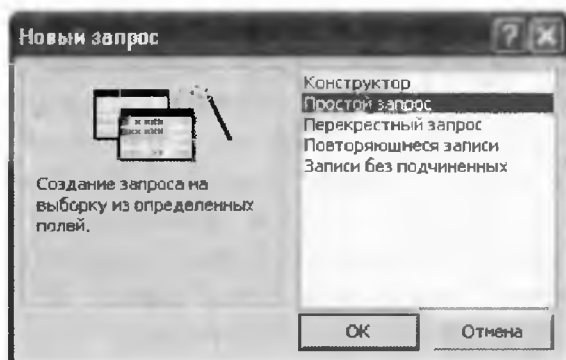 Новый запрос
Создание запроса на
выборку из определенных
полей.
Конструктор
Простой запрос
Перекрестный запрос
Повторяющиеся записи
Записи без подчиненных
ОК
Отмена